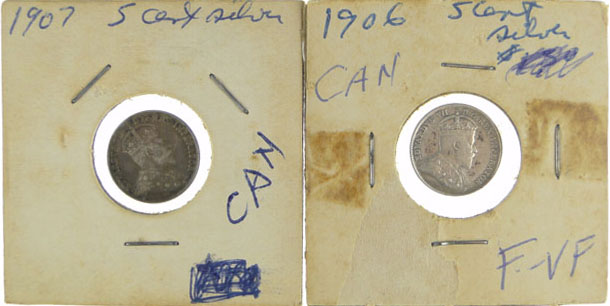 1907 5 cent silver
CAN
1906 5 cent
silver
$
CAN
F-VF